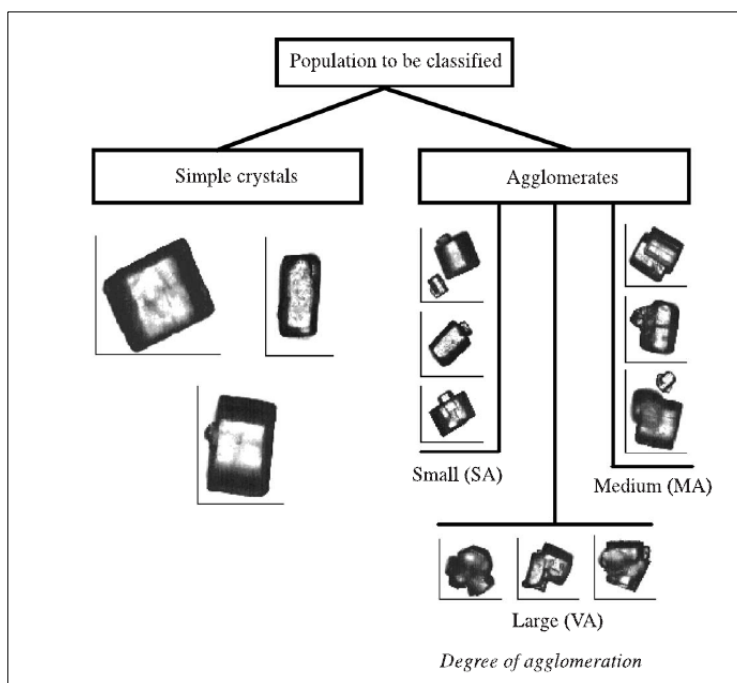 Population to be classified
Simple crystals
Agglomerates
Small (SA)
Medium (MA)
Large (VA)
Degree of agglomeration